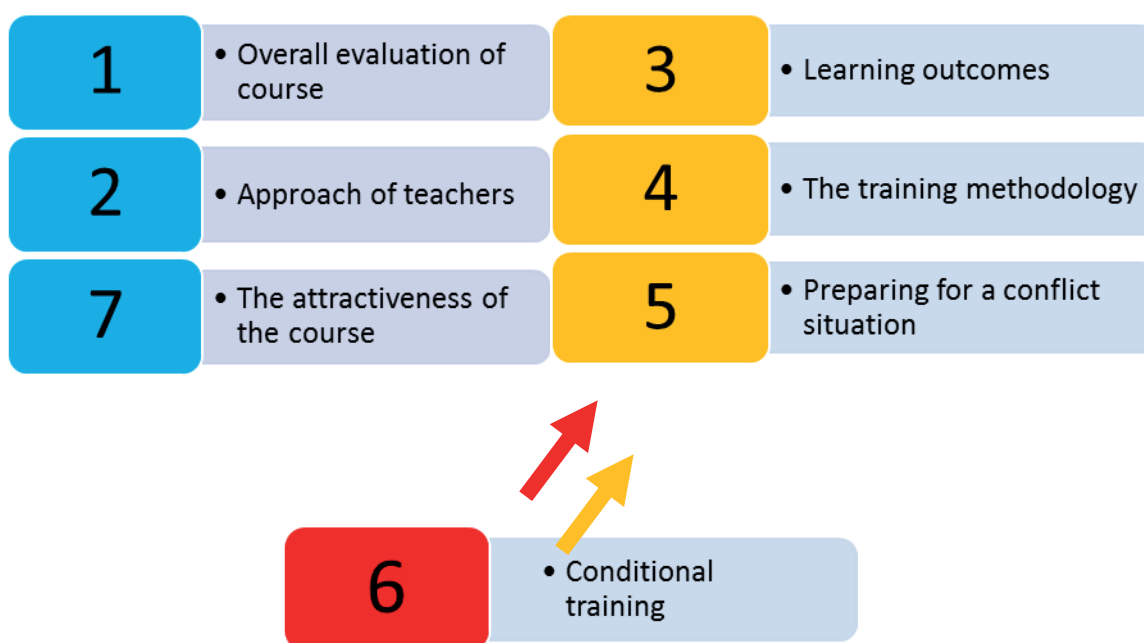 1
• Overall evaluation of
course
2
• Approach of teachers
7
• The attractiveness of
the course
3
• Learning outcomes
4
• The training methodology
5
• Preparing for a conflict
situation
6
• Conditional
training